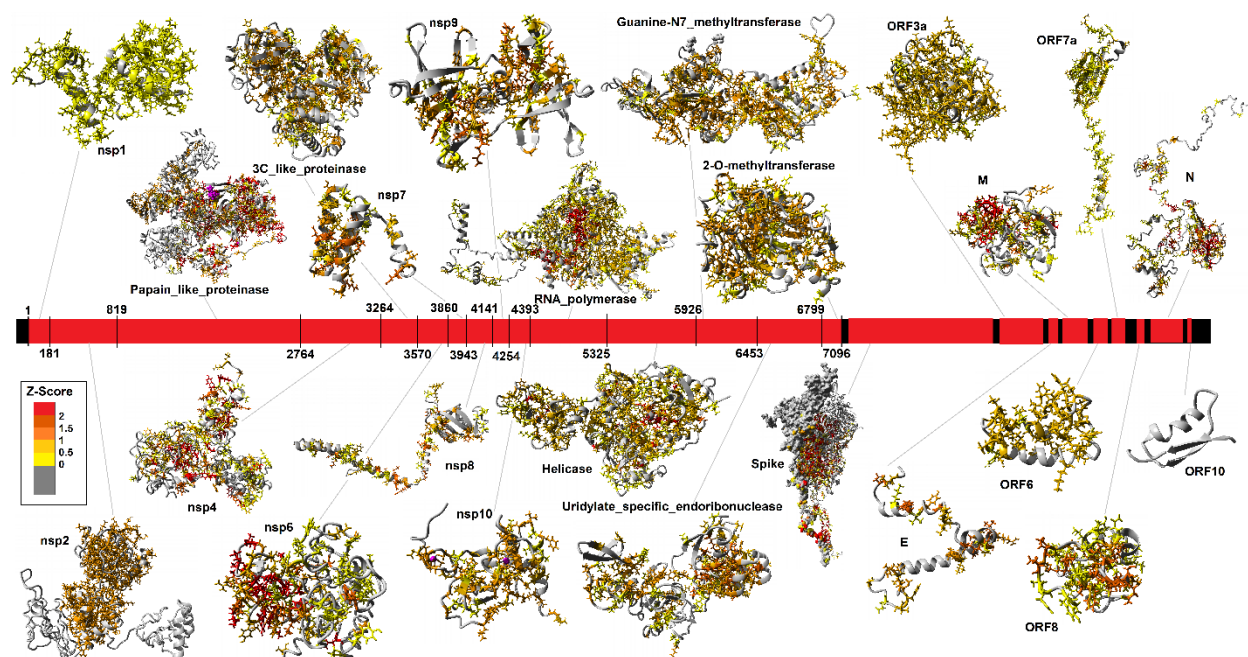 nsp9
Guanine-N7_methyltransferase
ORF3a
ORF7a
nsp1
3C_like_proteinase
2-O-methyltransferase
nsp7
M
N
Papain_like_proteinase
RNA_polymerase
1
819
3264
3860
4141
4393
5926
6799
181
2764
3570
3943
4254
5325
6453
7096
Z-Score
2
1.5
1
0.5
0
nsp4
nsp8
Helicase
Spike
ORF6
ORF10
nsp2
nsp6
nsp10
Uridylate_specific_endoribonuclease
E
ORF8